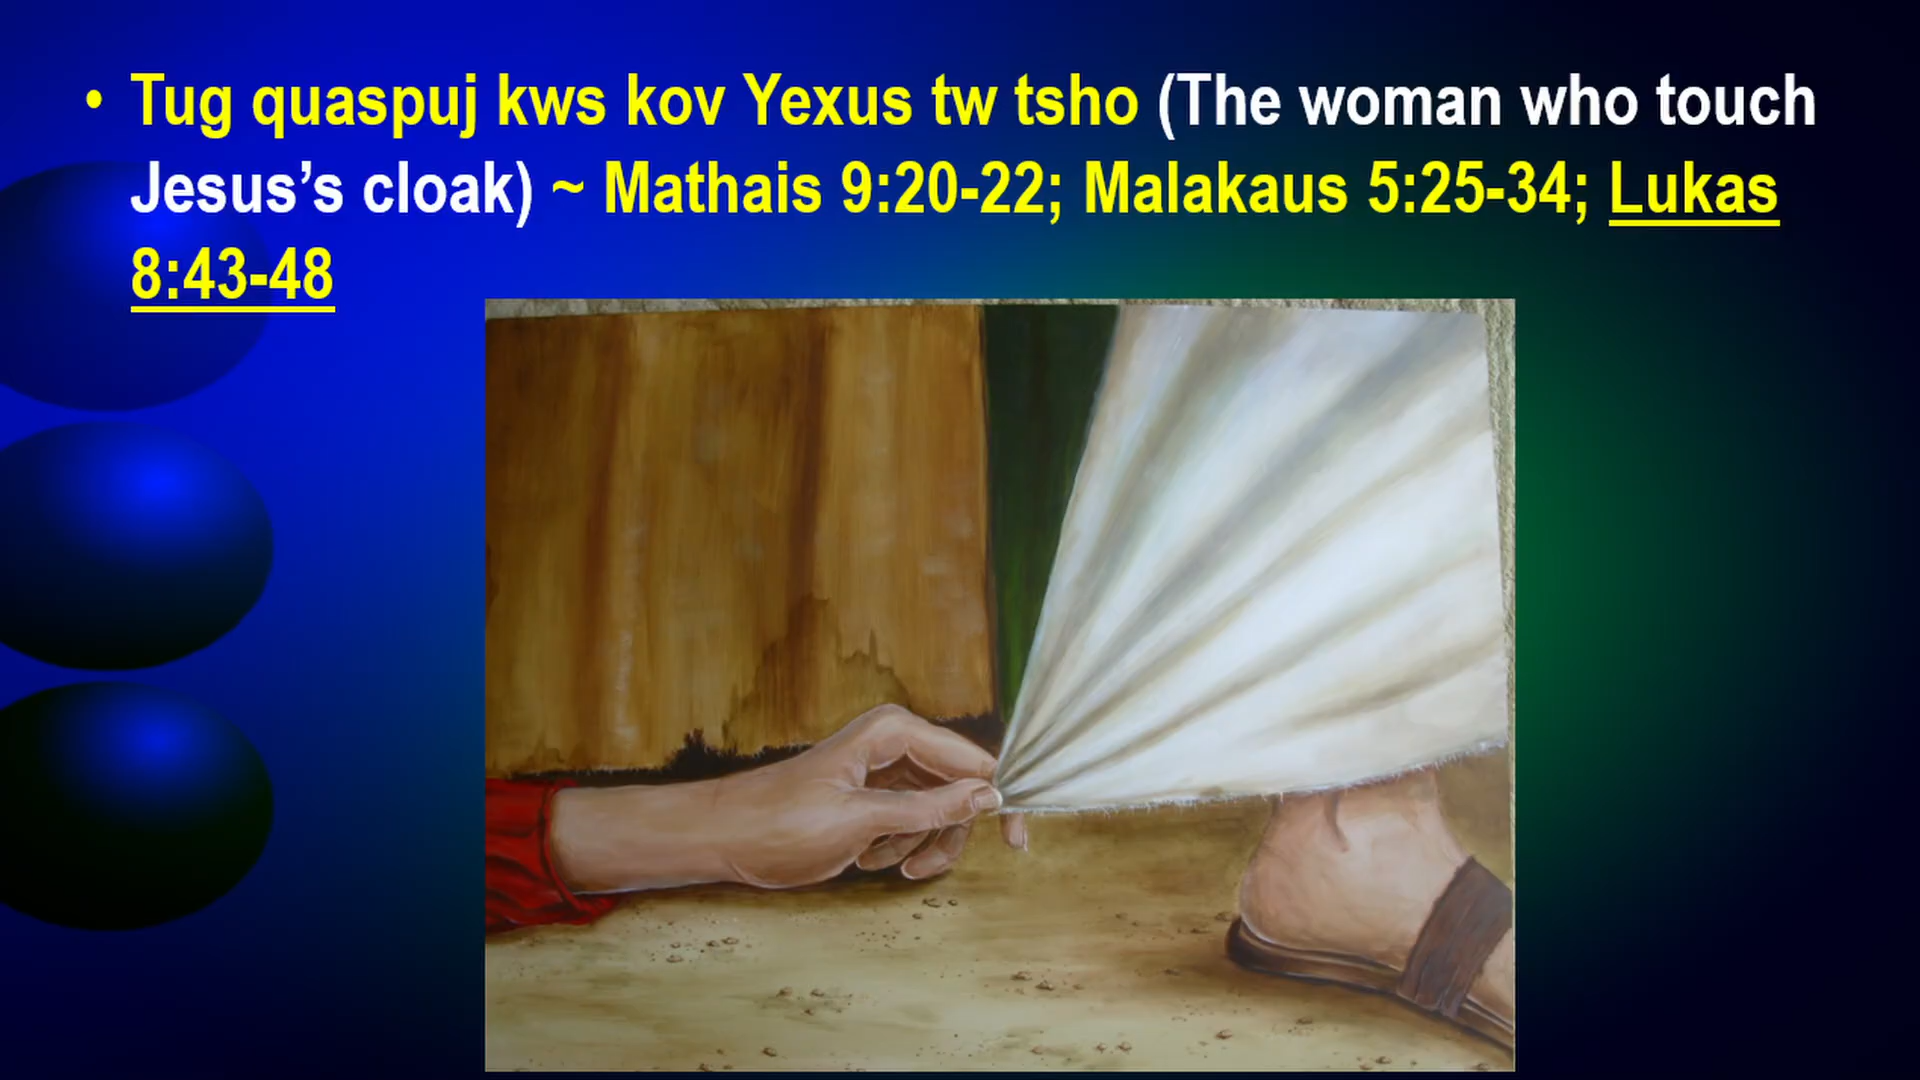 • Tug quaspuj kws kov Yexus tw tsho (The woman who touch
Jesus’s cloak) ~ Mathais 9:20-22; Malakaus 5:25-34; Lukas
8:43-48